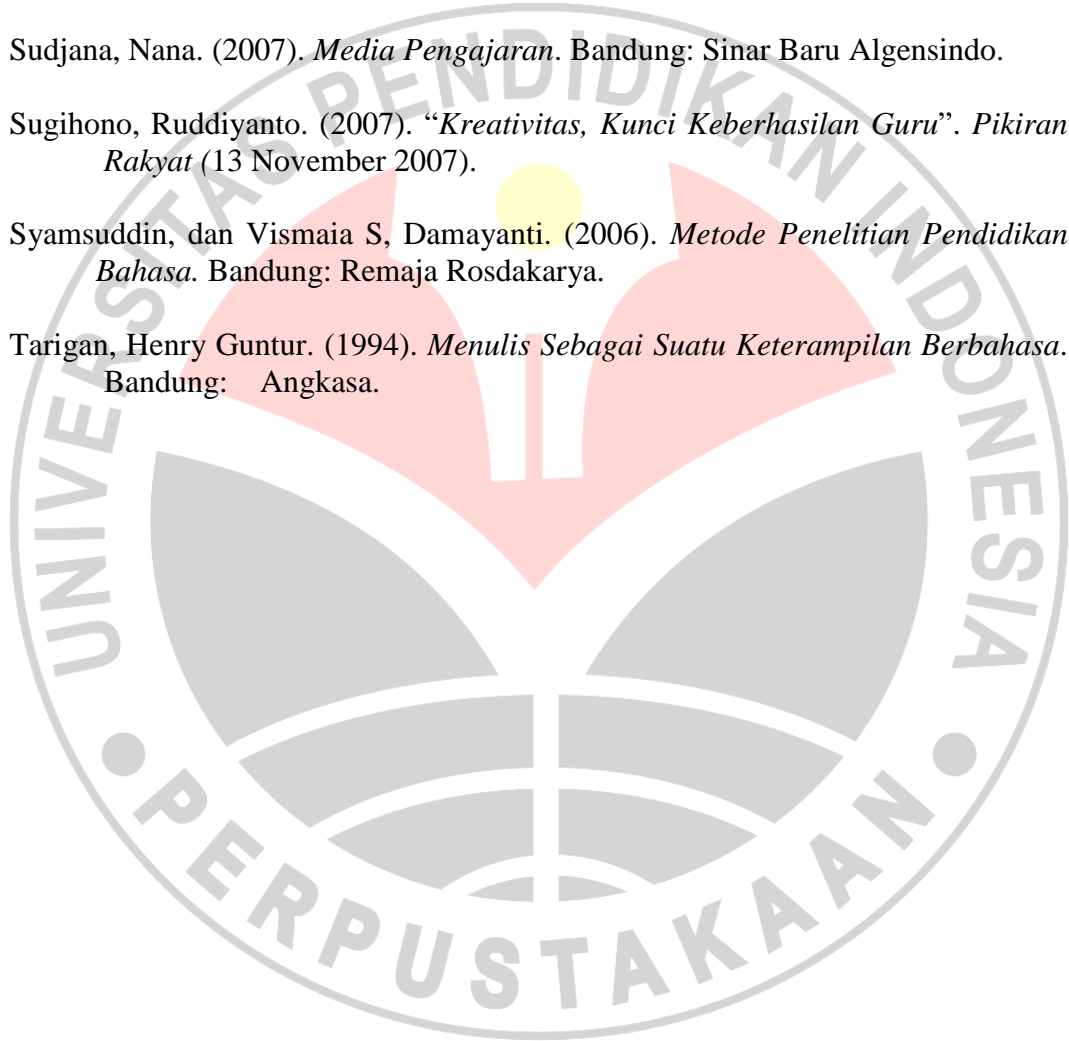 Sudjana, Nana. (2007). Media Pengajaran. Bandung: Sinar Baru Algensindo.
Sugihono, Ruddiyanto. (2007). “Kreativitas, Kunci Keberhasilan Guru”. Pikiran
Rakyat (13 November 2007).
Syamsuddin, dan Vismaia S, Damayanti. (2006). Metode Penelitian Pendidikan
Bahasa. Bandung: Remaja Rosdakarya.
Tarigan, Henry Guntur. (1994). Menulis Sebagai Suatu Keterampilan Berbahasa.
Bandung: Angkasa.
UNIVERSITAS PENDIDIKAN INDONESIA
PERPUSTAKAAN